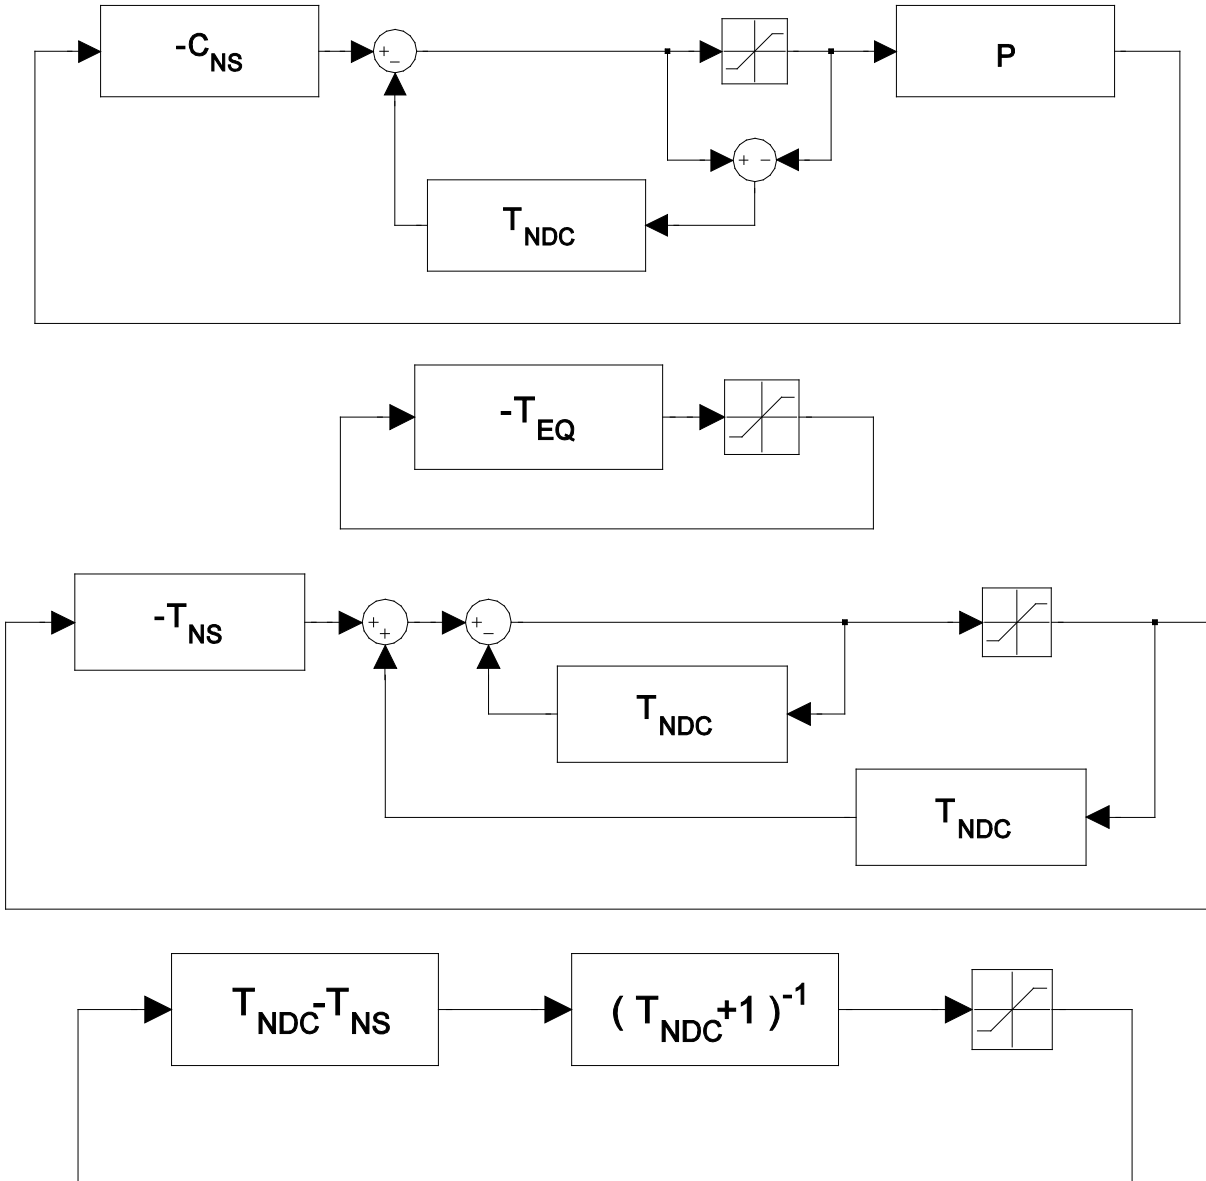 -C_NS + − P
+ −
T_NDC
-T_EQ
-T_NS + + + −
T_NDC
T_NDC
T_NDC-T_NS ( T_NDC+1 )^-1